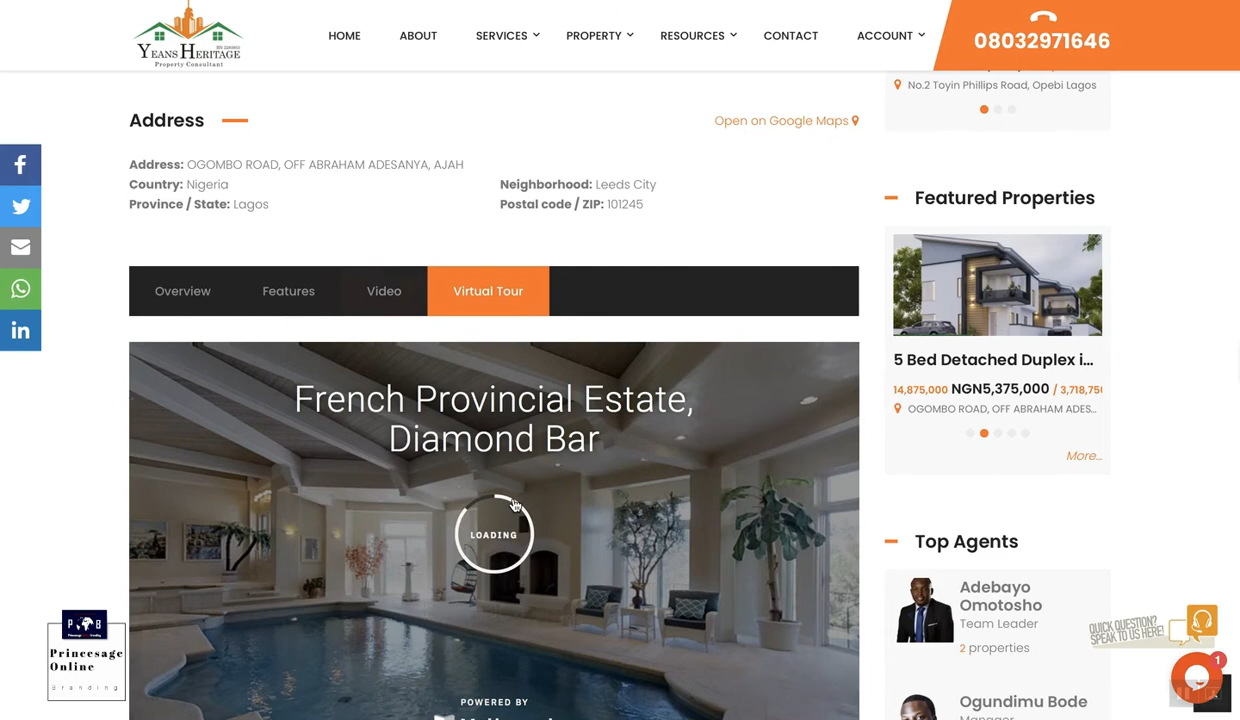 YEANS HERITAGE
Property Consultant
HOME
ABOUT
SERVICES
PROPERTY
RESOURCES
CONTACT
ACCOUNT
08032971646
No.2 Toyin Phillips Road, Opebi Lagos
Address
Open on Google Maps
Address: OGOMBO ROAD, OFF ABRAHAM ADESANYA, AJAH
Country: Nigeria
Neighborhood: Leeds City
Province / State: Lagos
Postal code / ZIP: 101245
Overview
Features
Video
Virtual Tour
French Provincial Estate,
Diamond Bar
LOADING
POWERED BY
Featured Properties
5 Bed Detached Duplex i...
14,875,000 NGN5,375,000 / 3,718,750
OGOMBO ROAD, OFF ABRAHAM ADES...
More...
Top Agents
Adebayo
Omotosho
Team Leader
2 properties
Ogundimu Bode
Manager
QUICK QUESTION?
SPEAK TO US HERE!
1
P B
Princesage
Online
Branding